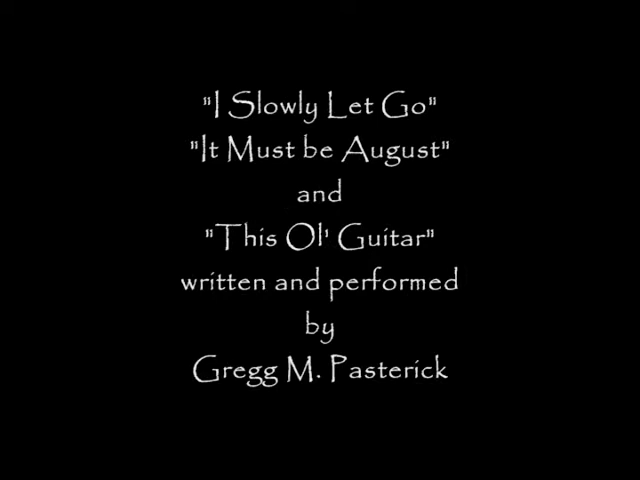 "I Slowly Let Go"
"It Must be August"
and
"This Ol' Guitar"
written and performed
by
Gregg M. Pasterick